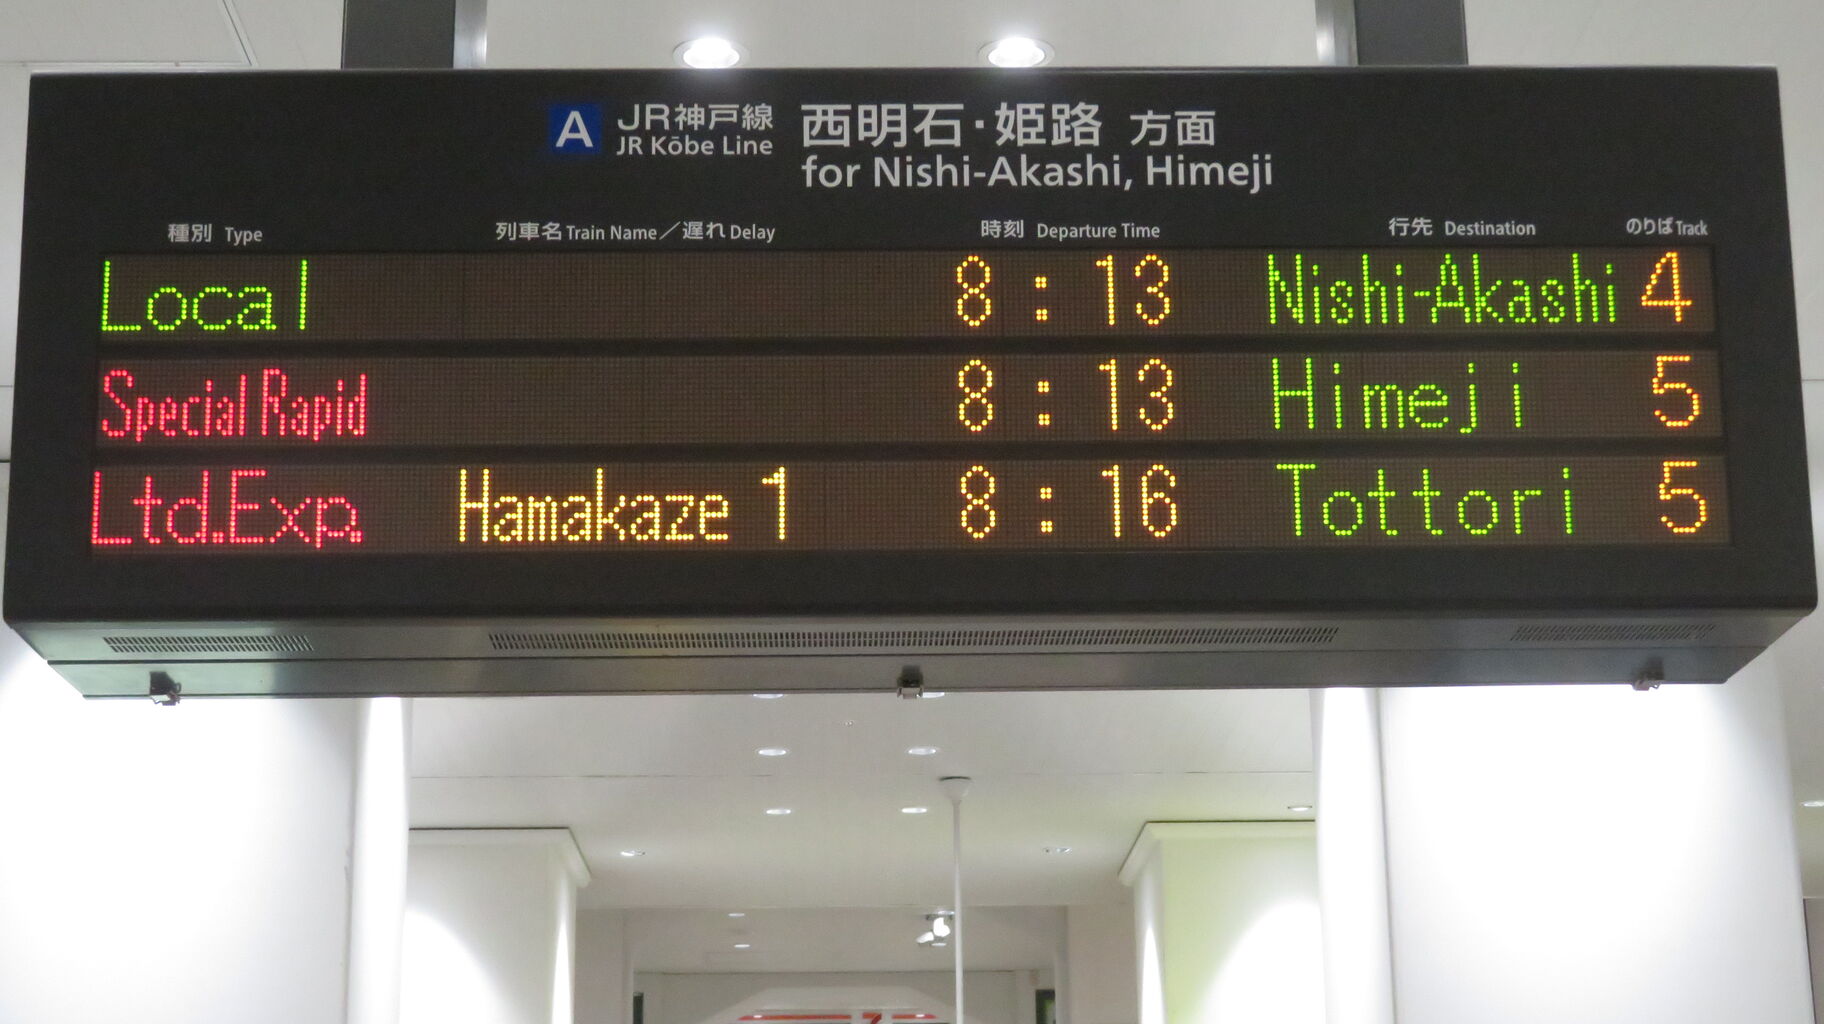 A JR神戸線 西明石・姫路 方面
JR Kōbe Line for Nishi-Akashi, Himeji
種別 Type 列車名 Train Name／遅れ Delay 時刻 Departure Time 行先 Destination のりば Track
Local 8:13 Nishi-Akashi 4
Special Rapid 8:13 Himeji 5
Ltd.Exp. Hamakaze 1 8:16 Tottori 5